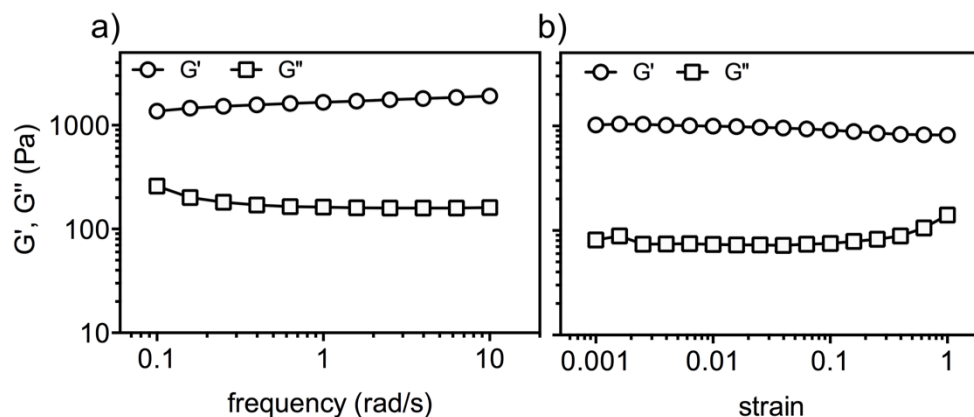 a)
G' G"
1000
100
10
G', G" (Pa)
0.1 1 10
frequency (rad/s)
b)
G' G"
0.001 0.01 0.1 1
strain